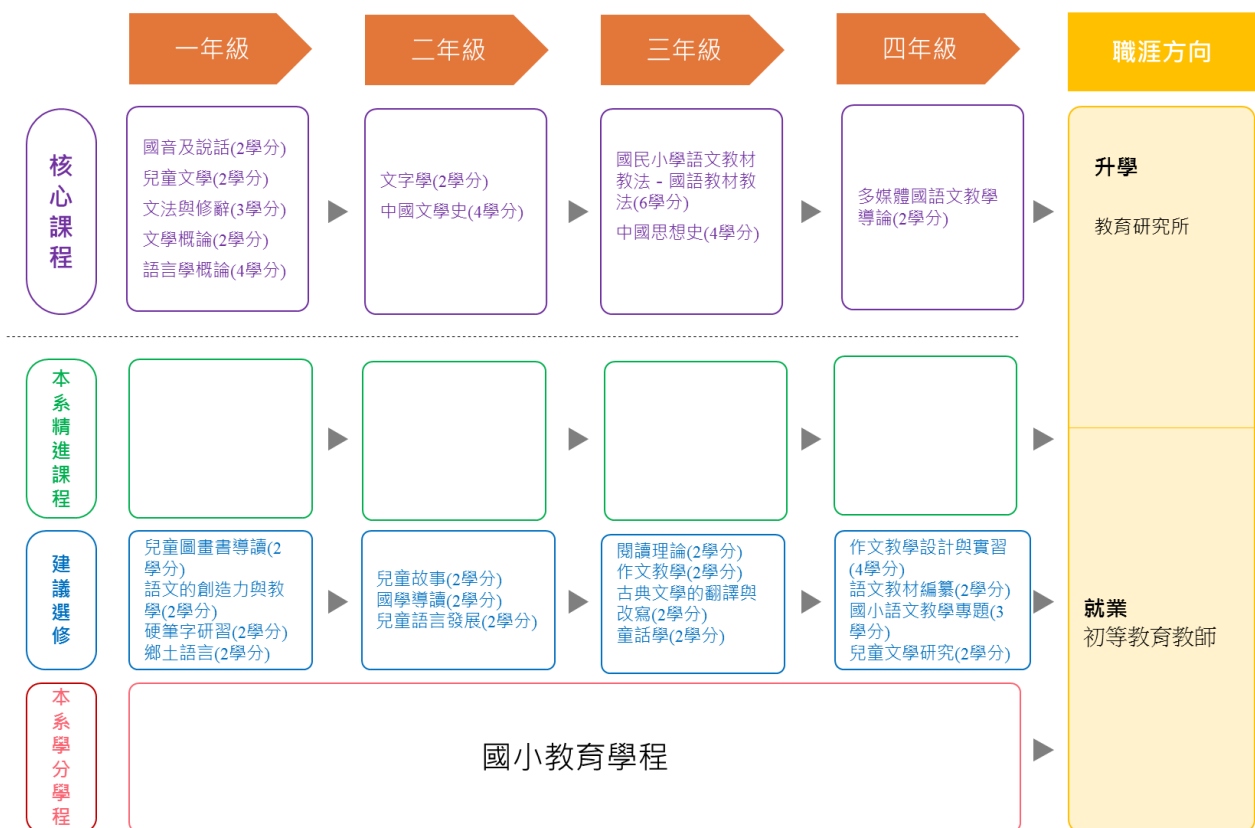 一年級
二年級
三年級
四年級
職涯方向
核心課程
國音及說話(2學分)
兒童文學(2學分)
文法與修辭(3學分)
文學概論(2學分)
語言學概論(4學分)
文字學(2學分)
中國文學史(4學分)
國民小學語文教材
教法－國語教材教
法(6學分)
中國思想史(4學分)
多媒體國語文教學
導論(2學分)
升學
教育研究所
本系精進課程
建議選修
兒童圖畫書導讀(2
學分)
語文的創造力與教
學(2學分)
硬筆字研習(2學分)
鄉土語言(2學分)
兒童故事(2學分)
國學導讀(2學分)
兒童語言發展(2學分)
閱讀理論(2學分)
作文教學(2學分)
古典文學的翻譯與
改寫(2學分)
童話學(2學分)
作文教學設計與實習
(4學分)
語文教材編纂(2學分)
國小語文教學專題(3
學分)
兒童文學研究(2學分)
就業
初等教育教師
本系學分學程
國小教育學程